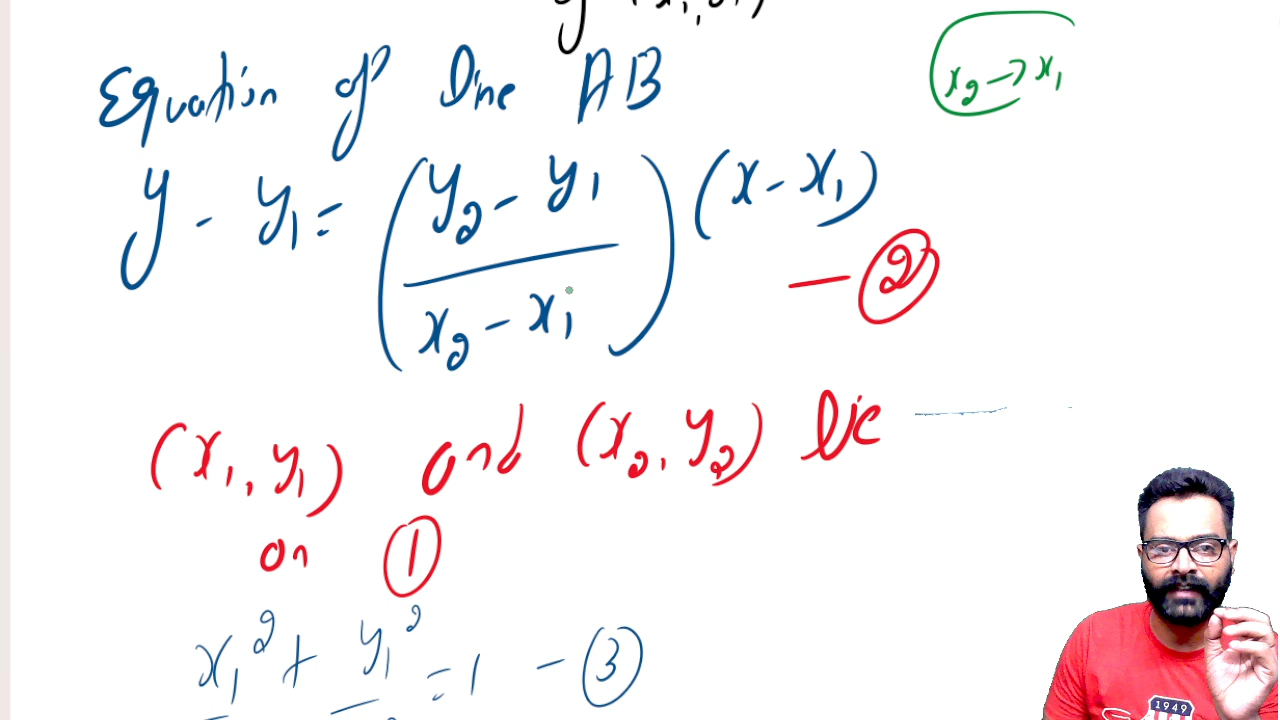 x₂ → x₁
Equation of line AB
y - y₁ = ( y₂ - y₁ / x₂ - x₁ ) (x - x₁)
— ②
(x₁, y₁) and (x₂, y₂) lie
on ①
x₁² + y₁² = 1 - ③
1949